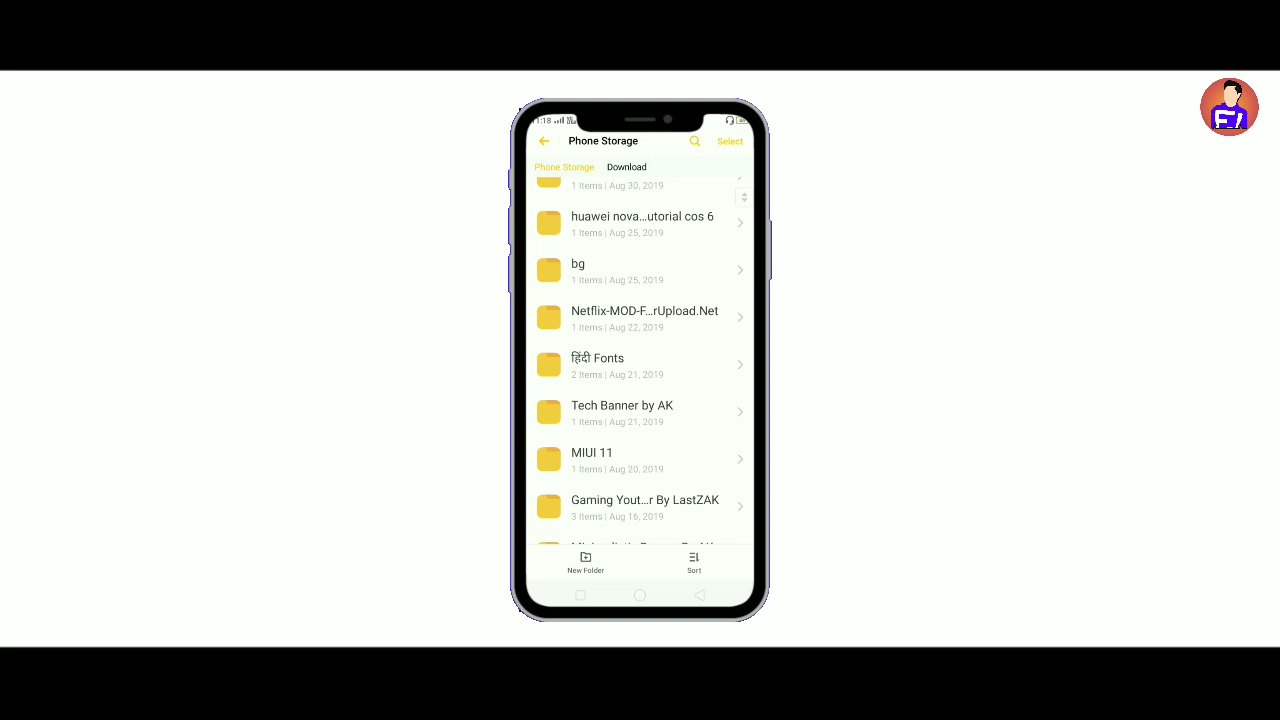 11:18
Phone Storage
Select
Phone Storage
Download
1 Items | Aug 30, 2019
huawei nova...utorial cos 6
1 Items | Aug 25, 2019
bg
1 Items | Aug 25, 2019
Netflix-MOD-F...rUpload.Net
1 Items | Aug 22, 2019
हिंदी Fonts
2 Items | Aug 21, 2019
Tech Banner by AK
1 Items | Aug 21, 2019
MIUI 11
1 Items | Aug 20, 2019
Gaming Yout...r By LastZAK
3 Items | Aug 16, 2019
New Folder
Sort